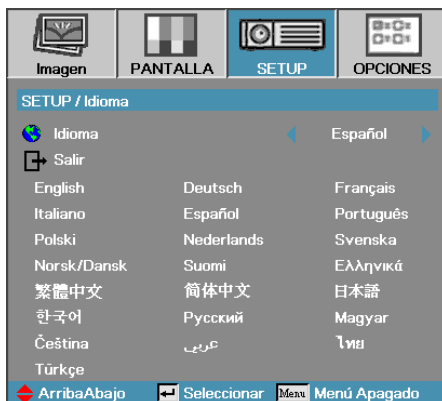 Imagen PANTALLA SETUP OPCIONES
SETUP / Idioma
Idioma Español
Salir
English Deutsch Français
Italiano Español Português
Polski Nederlands Svenska
Norsk/Dansk Suomi Ελληνικά
繁體中文 简体中文 日本語
한국어 Русский Magyar
Čeština عربي ไทย
Türkçe
ArribaAbajo Seleccionar Menu Menú Apagado